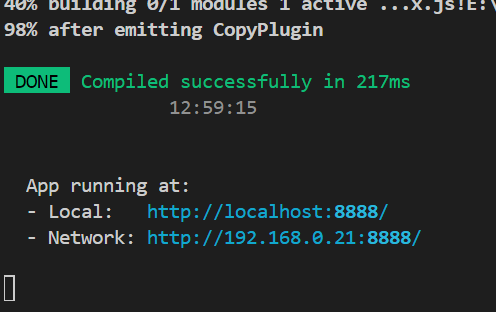 40% building 0/1 modules 1 active ...x.js!E:\
98% after emitting CopyPlugin
DONE Compiled successfully in 217ms
12:59:15
App running at:
- Local: http://localhost:8888/
- Network: http://192.168.0.21:8888/